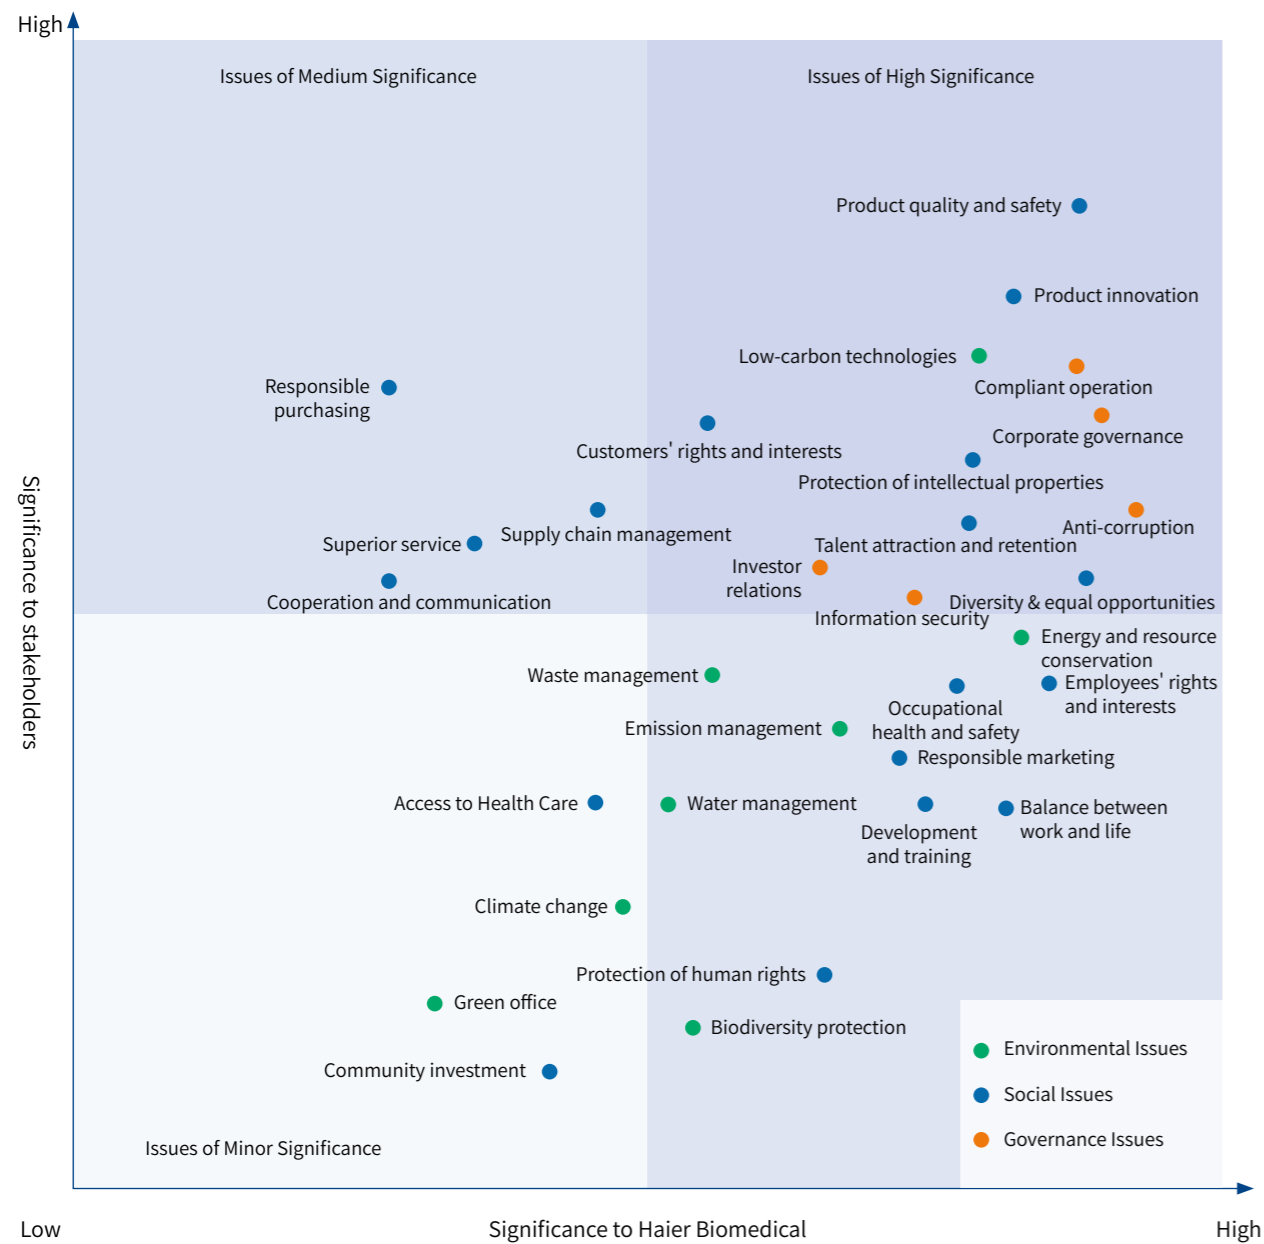 High
Issues of Medium Significance
Issues of High Significance
Product quality and safety
Product innovation
Low-carbon technologies
Compliant operation
Responsible
purchasing
Corporate governance
Customers' rights and interests
Protection of intellectual properties
Supply chain management
Anti-corruption
Superior service
Talent attraction and retention
Investor
relations
Cooperation and communication
Diversity & equal opportunities
Information security
Energy and resource
conservation
Waste management
Employees' rights
and interests
Occupational
health and safety
Emission management
Responsible marketing
Access to Health Care
Water management
Balance between
work and life
Development
and training
Climate change
Protection of human rights
Green office
Biodiversity protection
Community investment
Environmental Issues
Social Issues
Governance Issues
Issues of Minor Significance
Significance to stakeholders
Low
Significance to Haier Biomedical
High